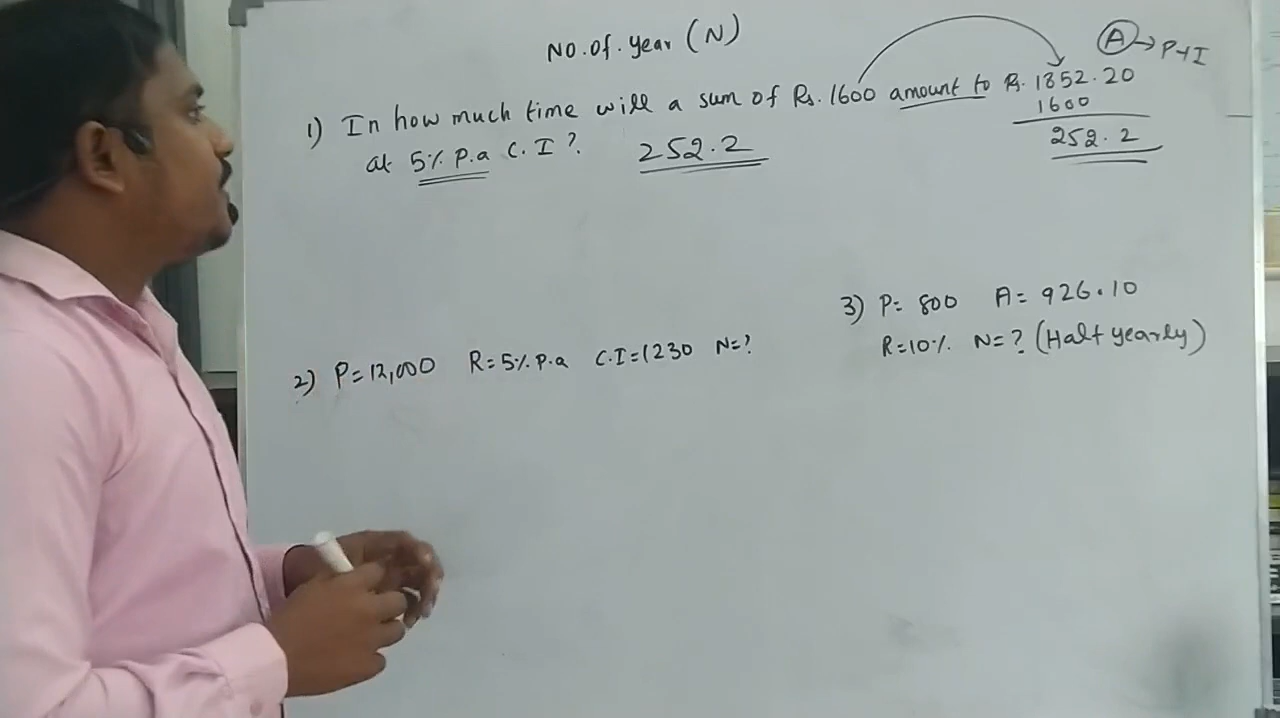 NO.of.year (N)
A → P+I
1) In how much time will a sum of Rs. 1600 amount to Rs. 1852.20
1600
at 5% p.a C.I?
252.2
252.2
3) P= 800 A= 926.10
R=10% N=? (Half yearly)
2) P=12,000 R=5% p.a C.I=1230 N=?